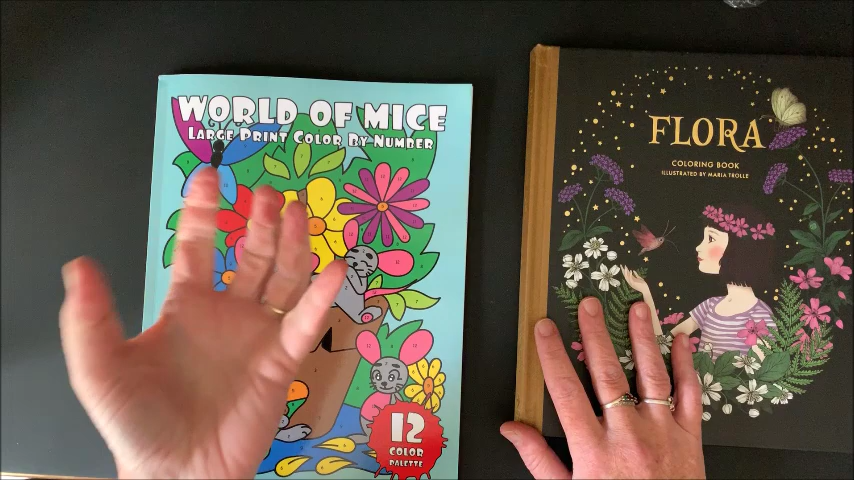 WORLD OF MICE
LARGE PRINT COLOR BY NUMBER
12
COLOR
PALETTE
FLORA
COLORING BOOK
ILLUSTRATED BY MARIA TROLLE